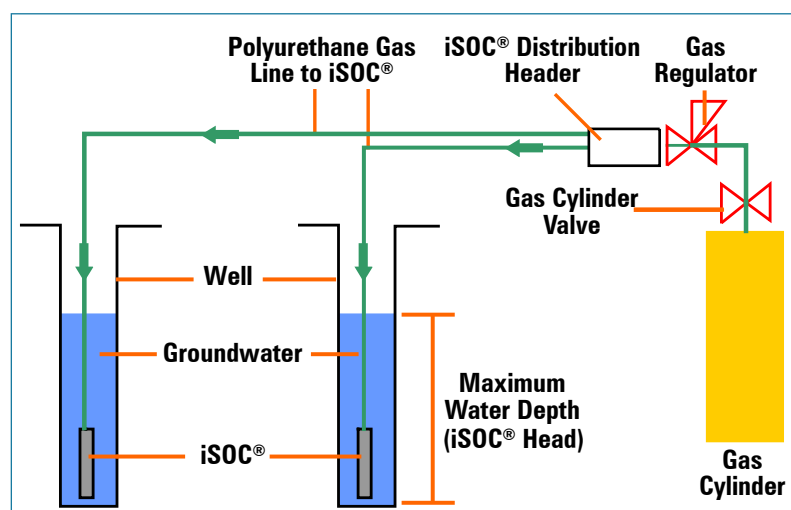 Polyurethane Gas
Line to iSOC®
iSOC® Distribution
Header
Gas
Regulator
Gas Cylinder
Valve
Well
Groundwater
Maximum
Water Depth
(iSOC® Head)
iSOC®
Gas
Cylinder